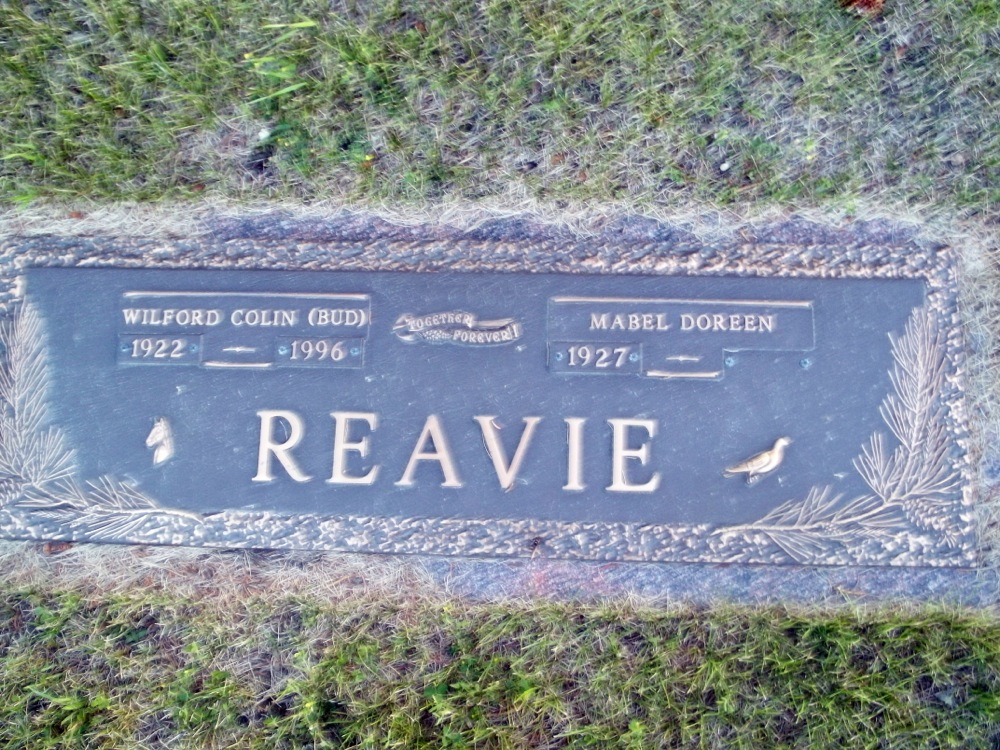 WILFORD COLIN (BUD)
1922 – 1996
TOGETHER
FOREVER
MABEL DOREEN
1927 –
REAVIE